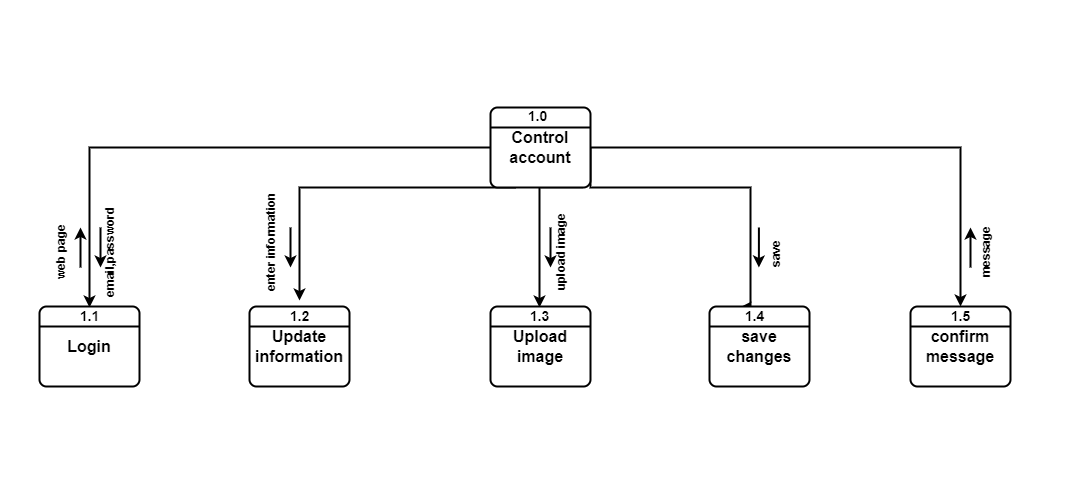 1.0
Control
account
web page
email,password
enter information
upload image
save
message
1.1
Login
1.2
Update
information
1.3
Upload
image
1.4
save
changes
1.5
confirm
message